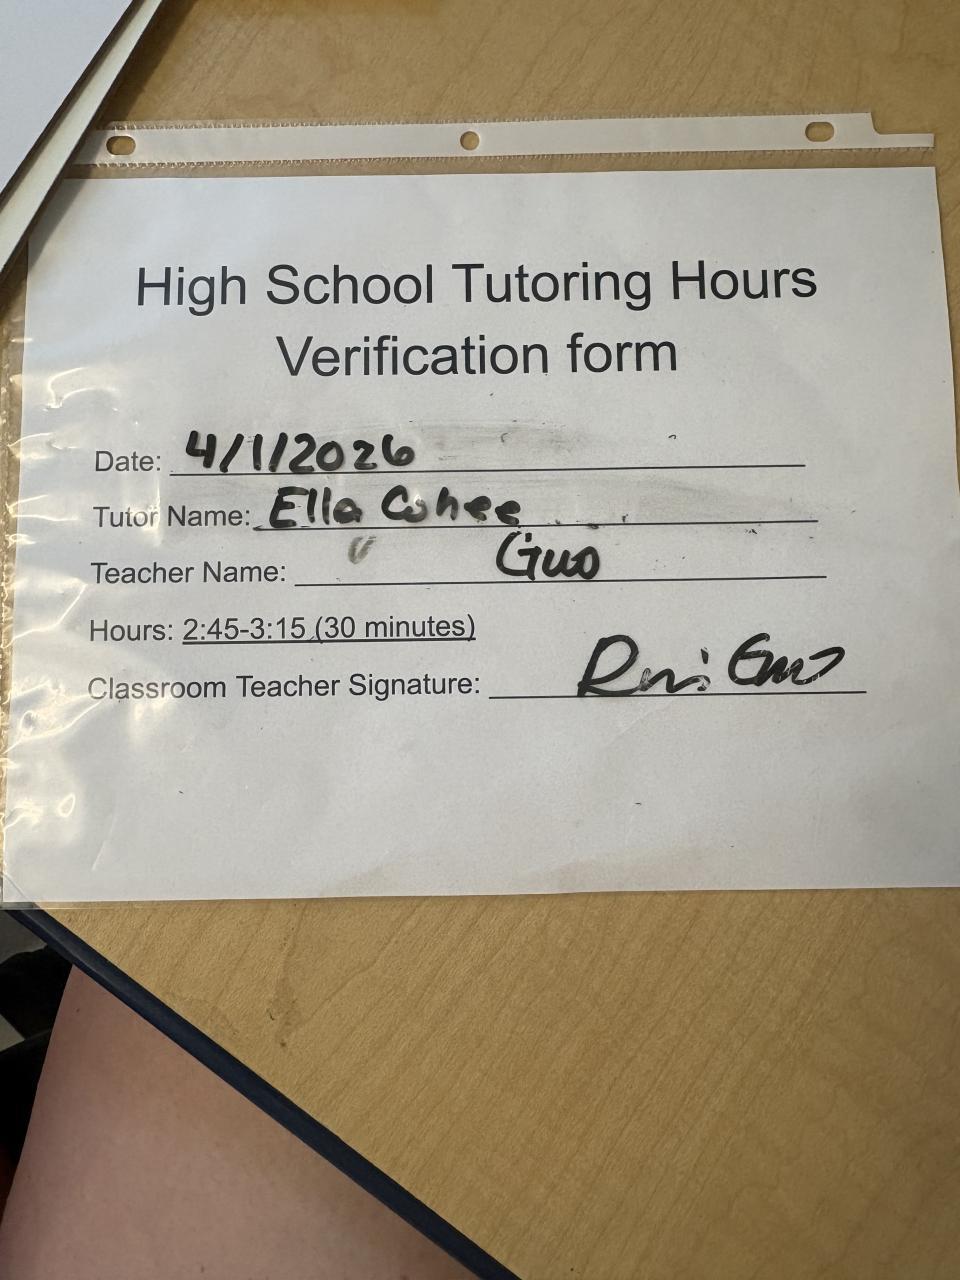 High School Tutoring Hours
Verification form
Date: 4/1/2026
Tutor Name: Ella Cohee
Teacher Name: Guo
Hours: 2:45-3:15 (30 minutes)
Classroom Teacher Signature: Guo